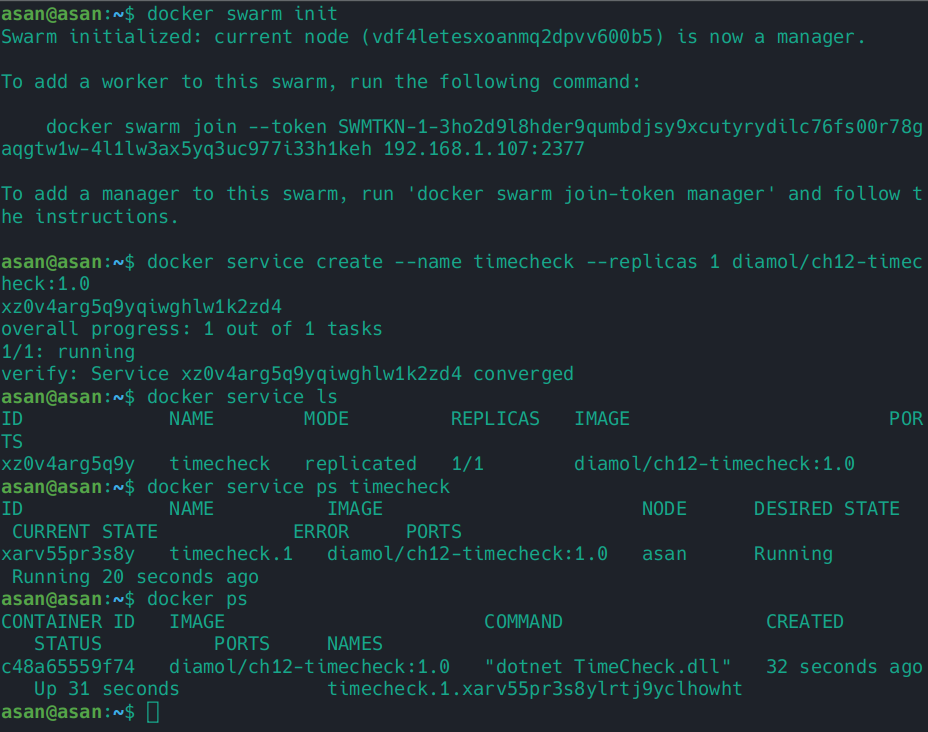 asan@asan:~$ docker swarm init
Swarm initialized: current node (vdf4letesxoanmq2dpvv600b5) is now a manager.
To add a worker to this swarm, run the following command:
docker swarm join --token SWMTKN-1-3ho2d9l8hder9qumbdjsy9xcutyrydilc76fs00r78g
aqgtw1w-4l1lw3ax5yq3uc977i33h1keh 192.168.1.107:2377
To add a manager to this swarm, run 'docker swarm join-token manager' and follow t
he instructions.
asan@asan:~$ docker service create --name timecheck --replicas 1 diamol/ch12-timec
heck:1.0
xz0v4arg5q9yqiwghlw1k2zd4
overall progress: 1 out of 1 tasks
1/1: running
verify: Service xz0v4arg5q9yqiwghlw1k2zd4 converged
asan@asan:~$ docker service ls
ID NAME MODE REPLICAS IMAGE POR
TS
xz0v4arg5q9y timecheck replicated 1/1 diamol/ch12-timecheck:1.0
asan@asan:~$ docker service ps timecheck
ID NAME IMAGE NODE DESIRED STATE
CURRENT STATE ERROR PORTS
xarv55pr3s8y timecheck.1 diamol/ch12-timecheck:1.0 asan Running
Running 20 seconds ago
asan@asan:~$ docker ps
CONTAINER ID IMAGE COMMAND CREATED
STATUS PORTS NAMES
c48a65559f74 diamol/ch12-timecheck:1.0 "dotnet TimeCheck.dll" 32 seconds ago
Up 31 seconds timecheck.1.xarv55pr3s8ylrtj9yclhowht
asan@asan:~$